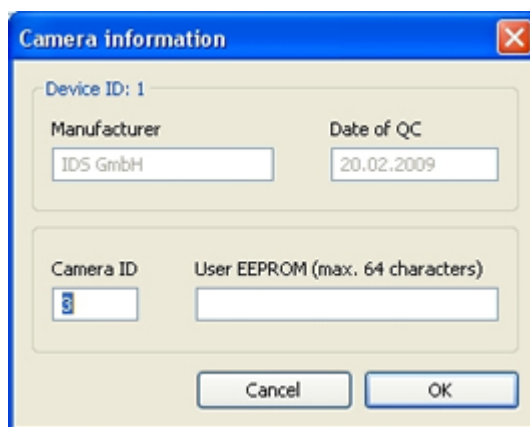 Camera information
Device ID: 1
Manufacturer Date of QC
IDS GmbH 20.02.2009
Camera ID User EEPROM (max. 64 characters)
3
Cancel OK